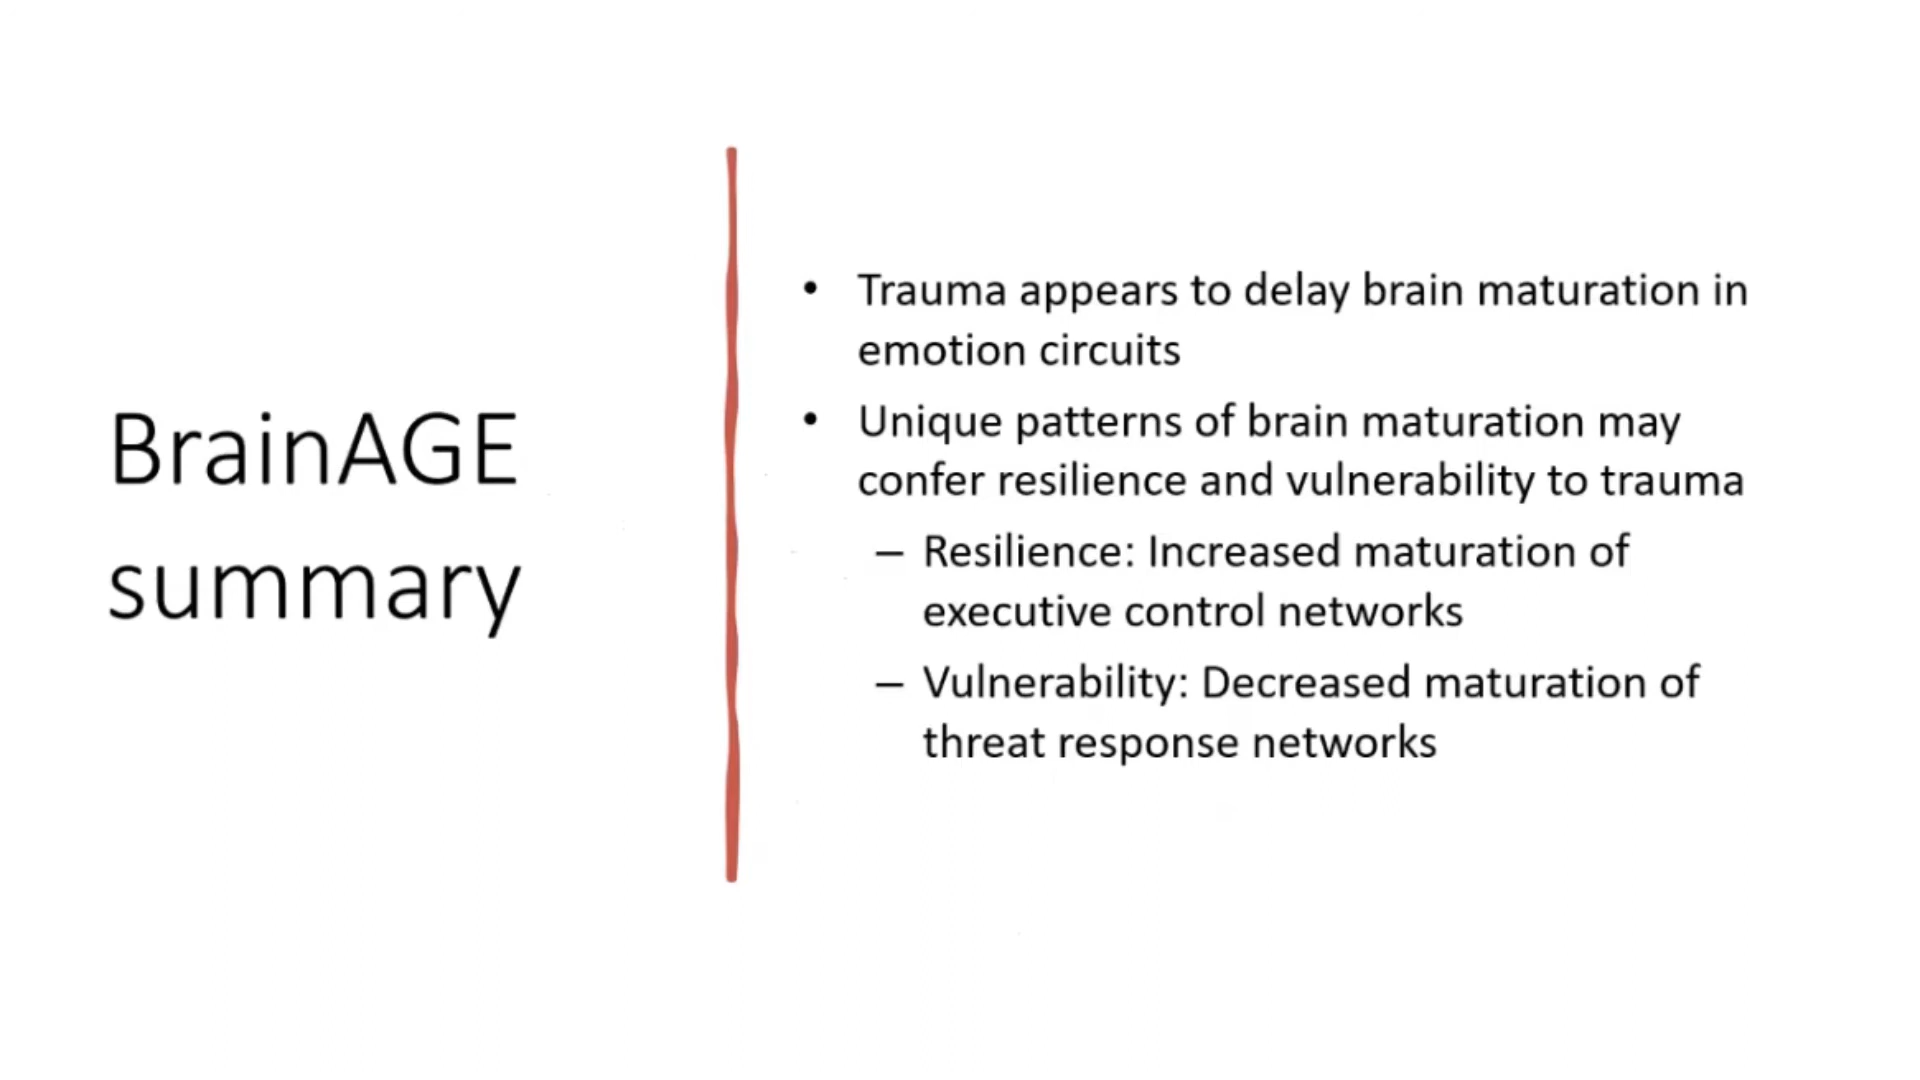 BrainAGE
summary
• Trauma appears to delay brain maturation in
emotion circuits
• Unique patterns of brain maturation may
confer resilience and vulnerability to trauma
– Resilience: Increased maturation of
executive control networks
– Vulnerability: Decreased maturation of
threat response networks